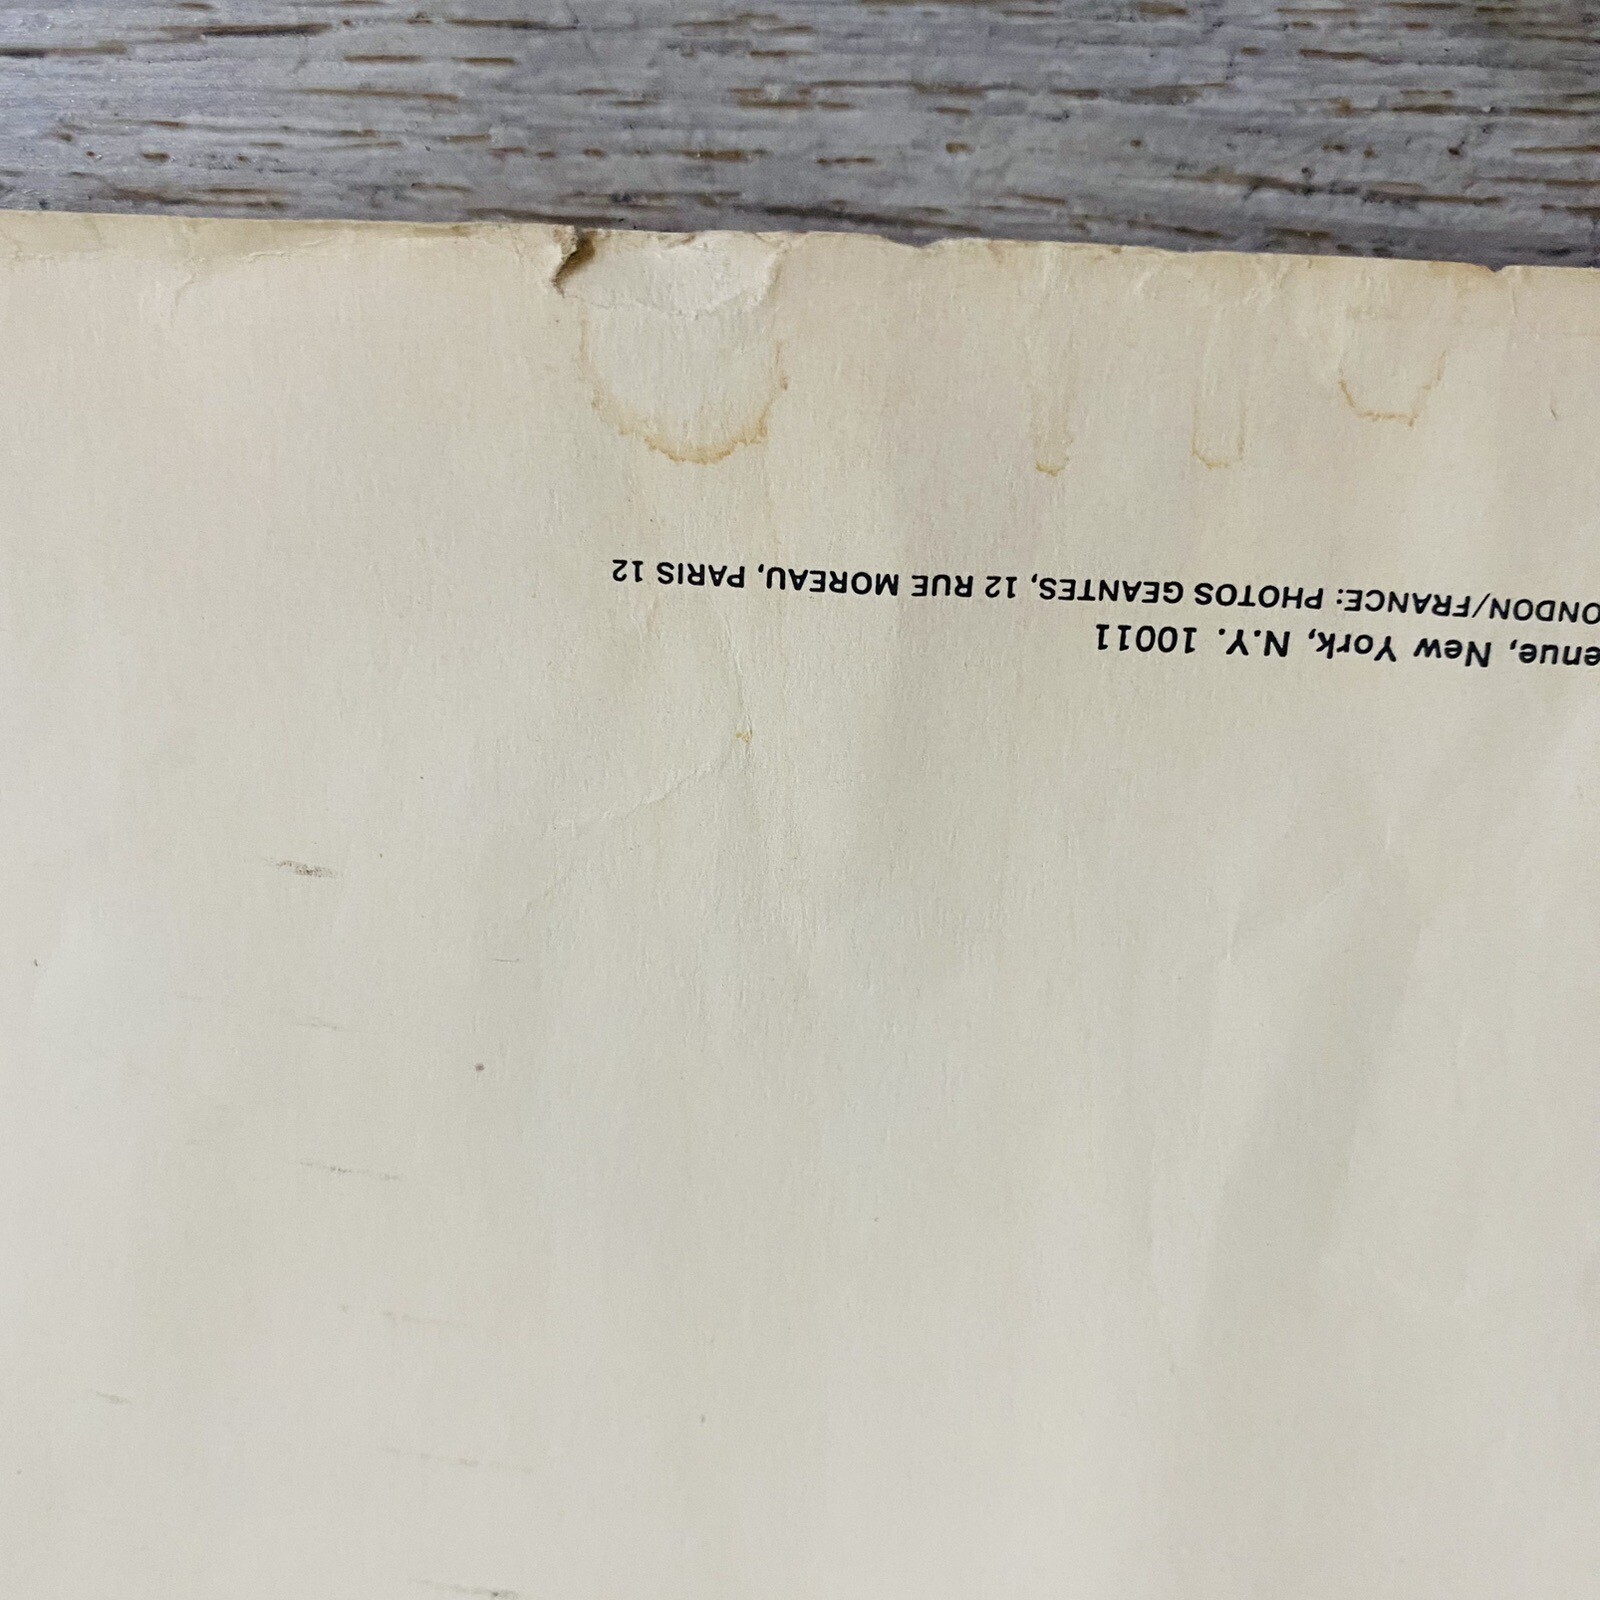 enue, New York, N.Y. 10011
ONDON/FRANCE: PHOTOS GEANTES, 12 RUE MOREAU, PARIS 12